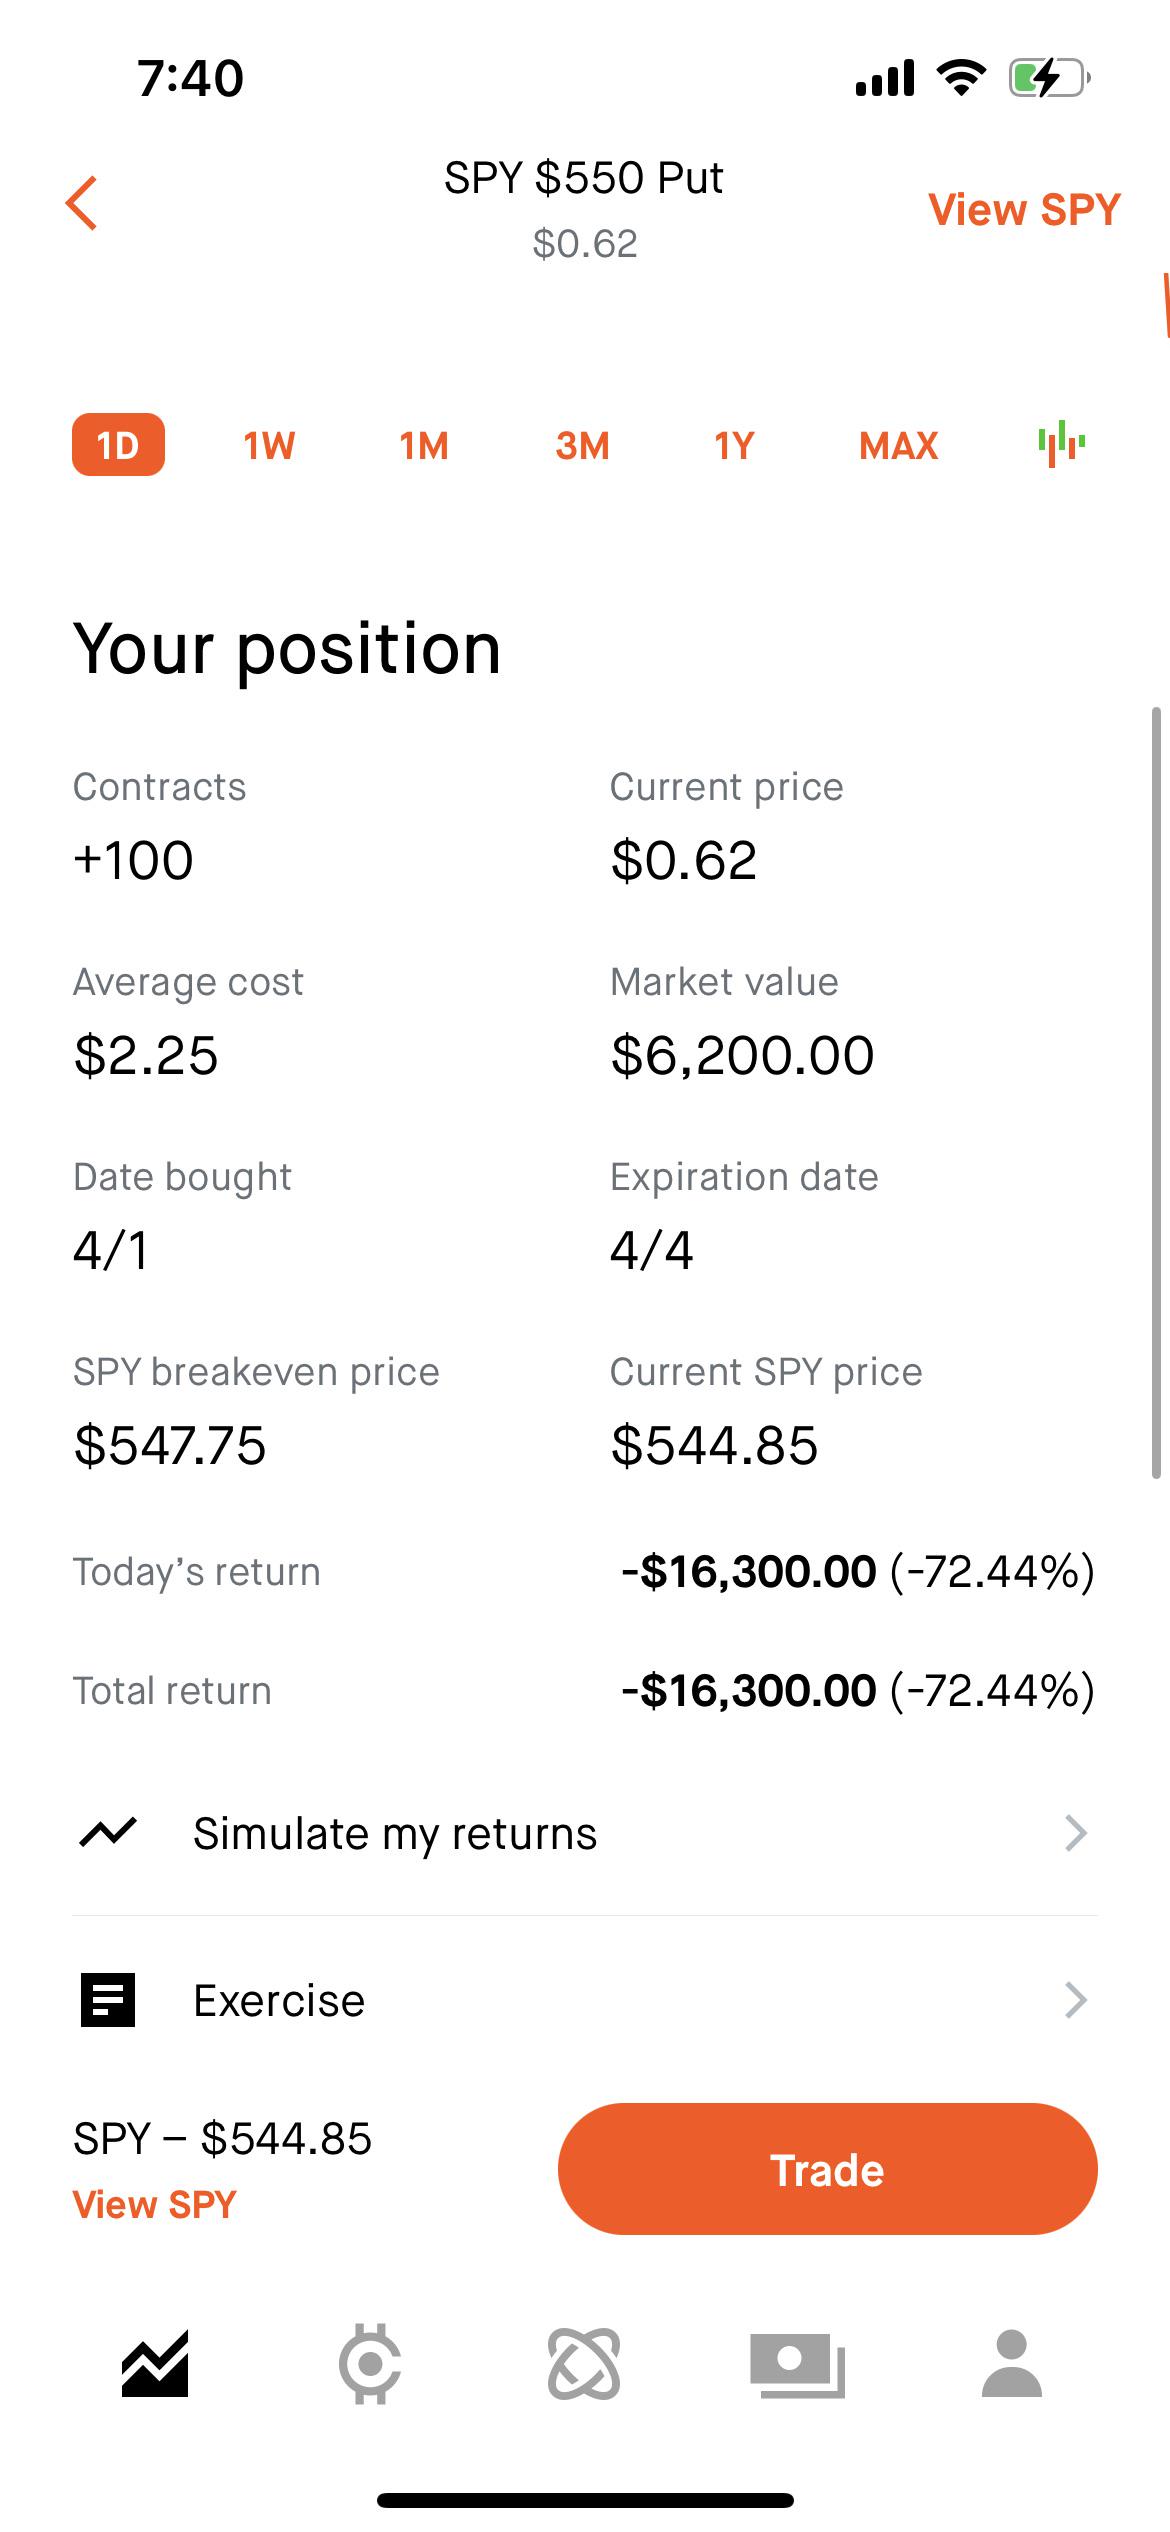 7:40
SPY $550 Put
$0.62
View SPY
1D 1W 1M 3M 1Y MAX
Your position
Contracts Current price
+100 $0.62
Average cost Market value
$2.25 $6,200.00
Date bought Expiration date
4/1 4/4
SPY breakeven price Current SPY price
$547.75 $544.85
Today’s return -$16,300.00 (-72.44%)
Total return -$16,300.00 (-72.44%)
Simulate my returns
Exercise
SPY – $544.85
View SPY
Trade